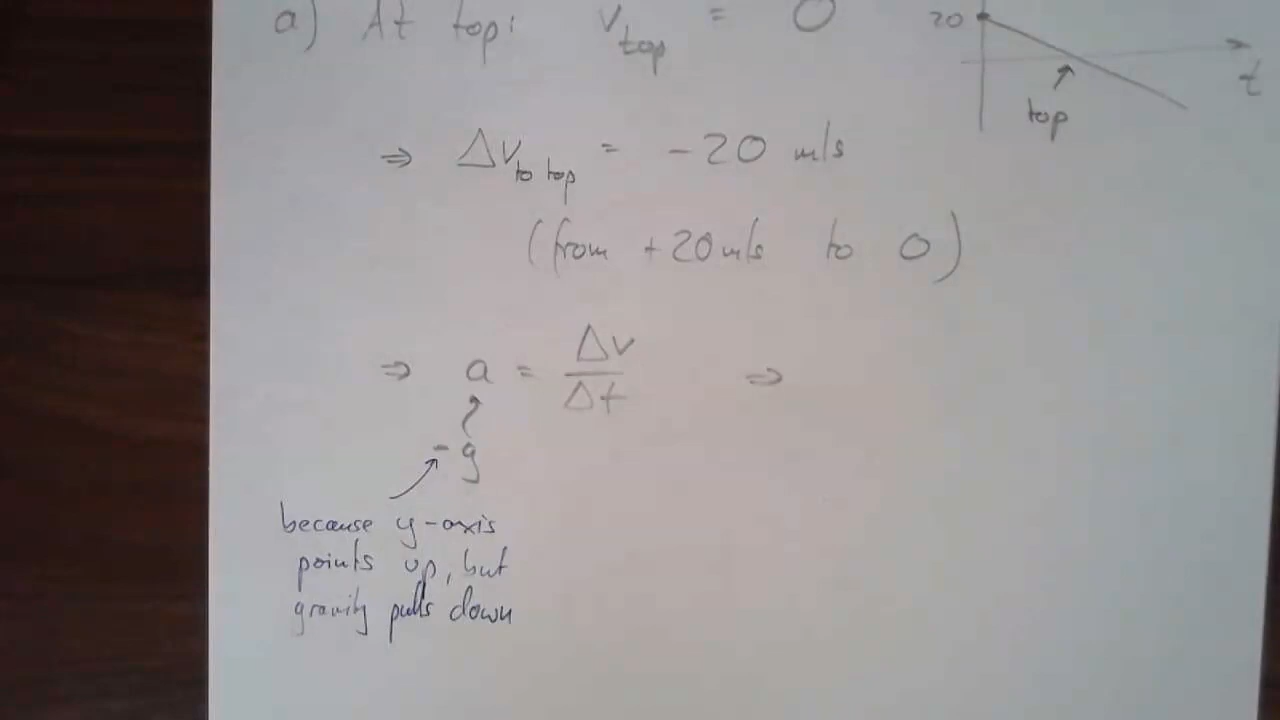 a) At top: v_top = 0
20
t
top
⇒ Δv_to top = -20 m/s
(from +20 m/s to 0)
⇒ a = Δv/Δt ⇒
-g
because y-axis
points up, but
gravity pulls down